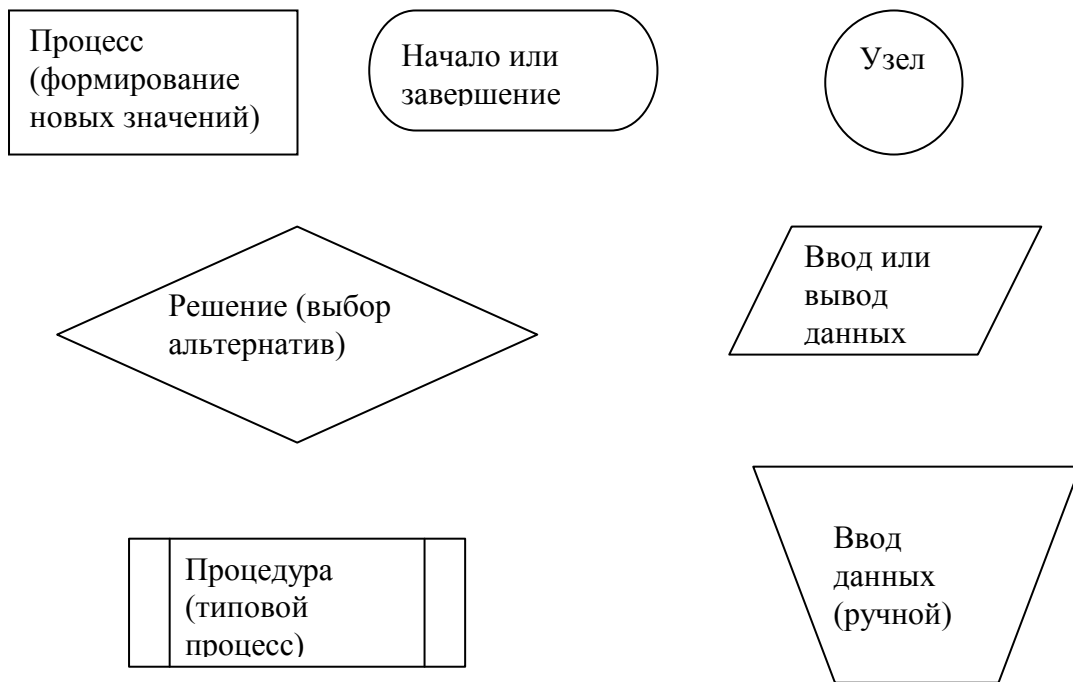 Процесс
(формирование
новых значений)
Начало или
завершение
Узел
Решение (выбор
альтернатив)
Ввод или
вывод
данных
Процедура
(типовой
процесс)
Ввод
данных
(ручной)